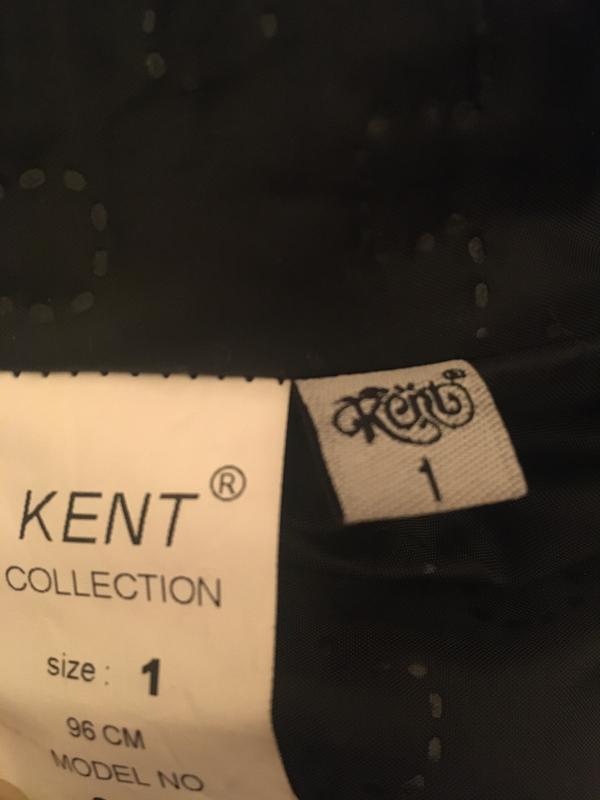 KENT ®
COLLECTION
size : 1
96 CM
MODEL NO
Kent
1